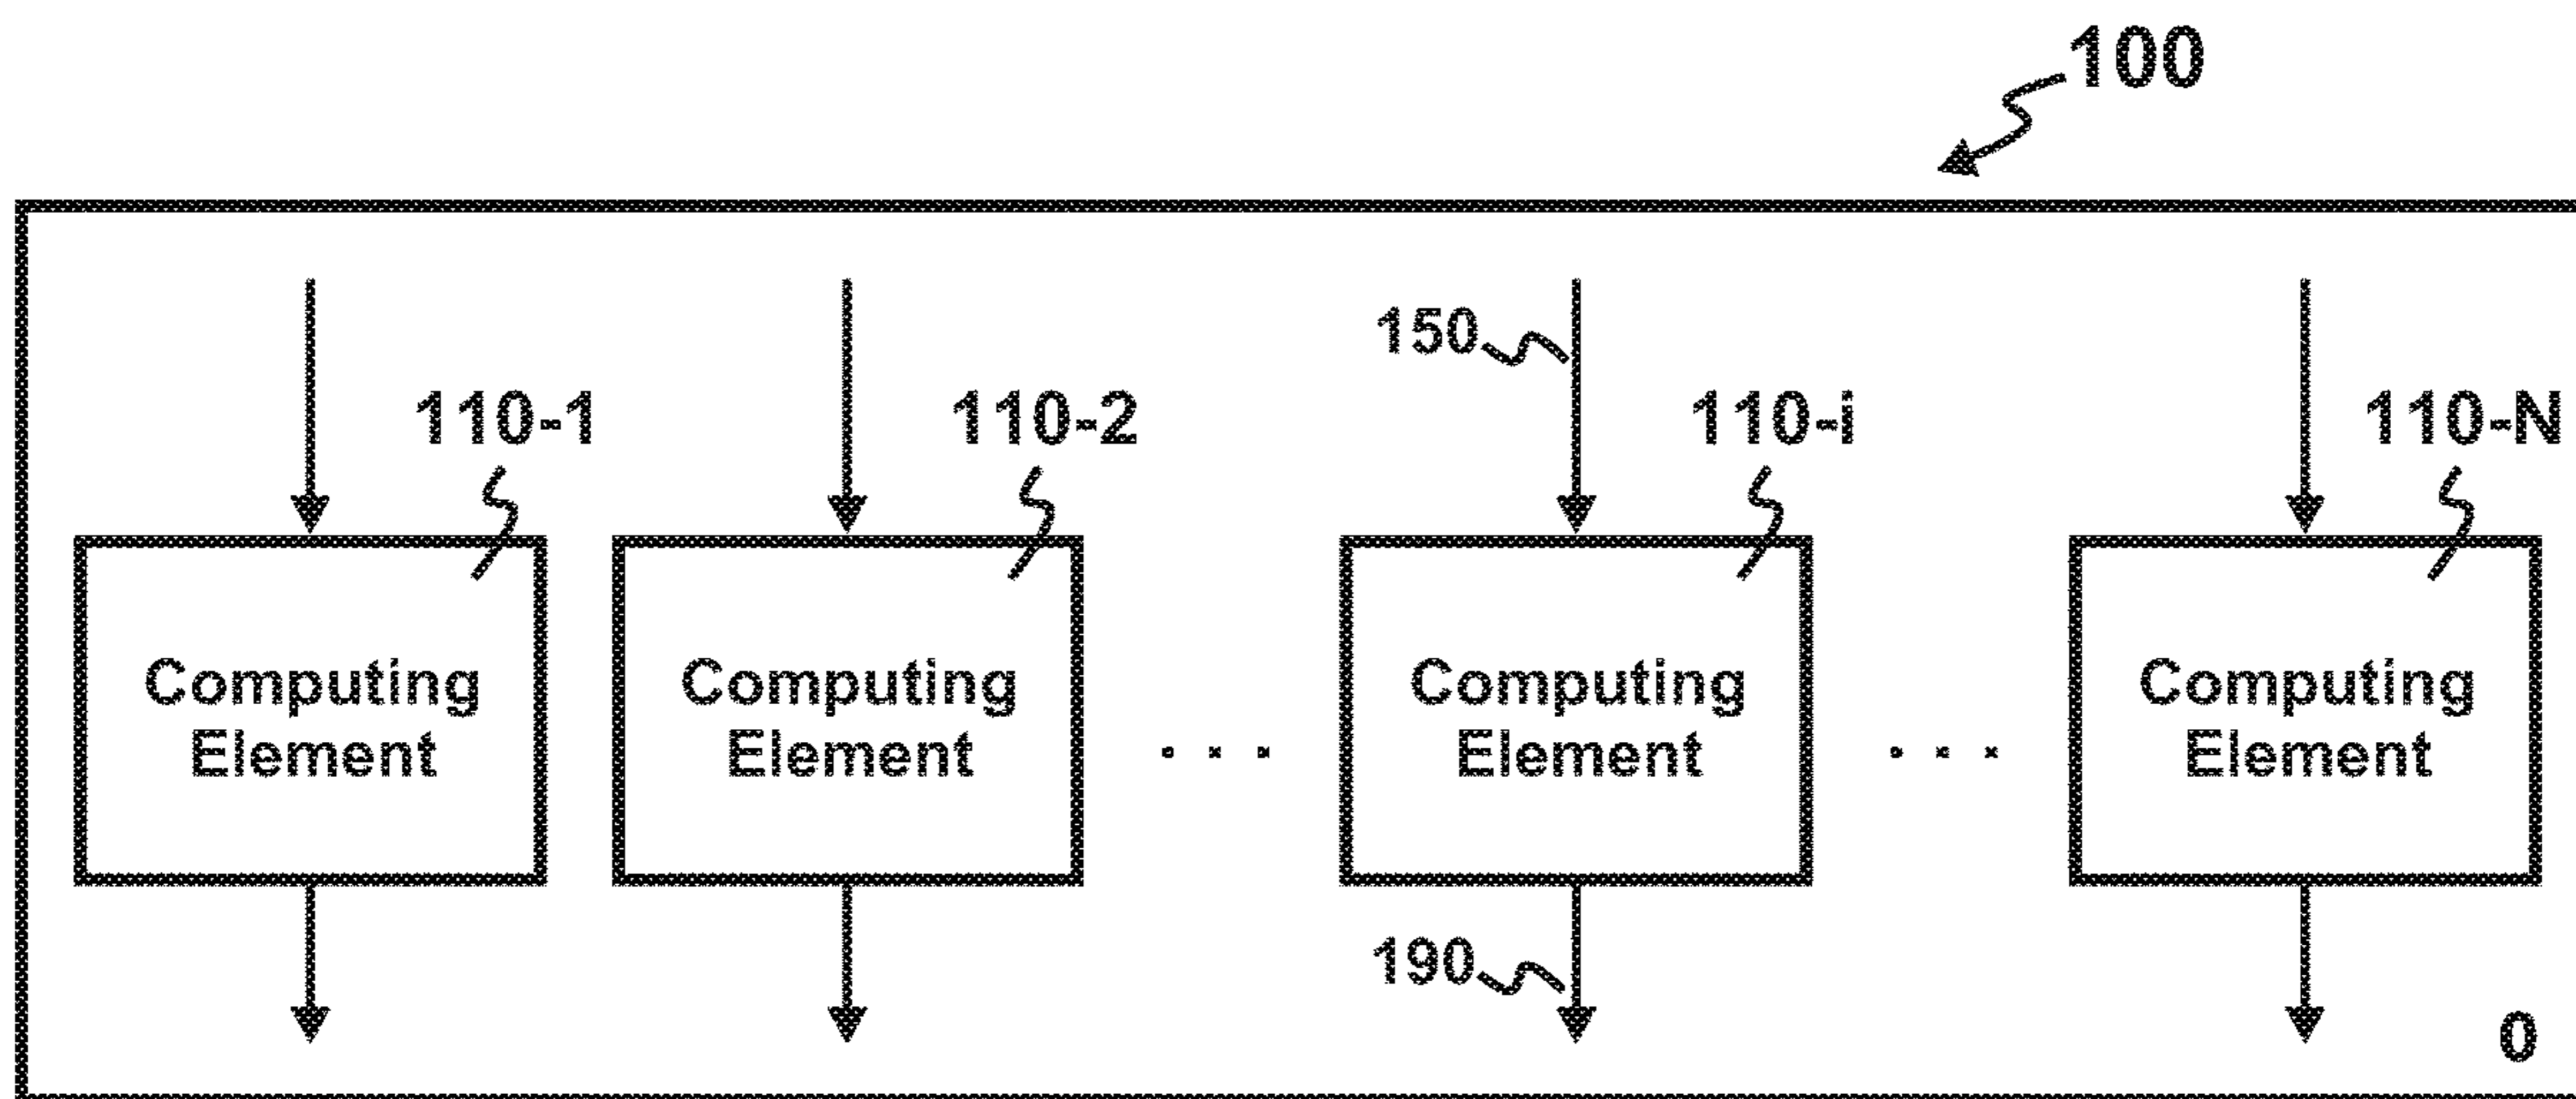 100
150
110-1 110-2 110-i 110-N
Computing Computing Computing Computing
Element Element . . . Element . . . Element
190
0